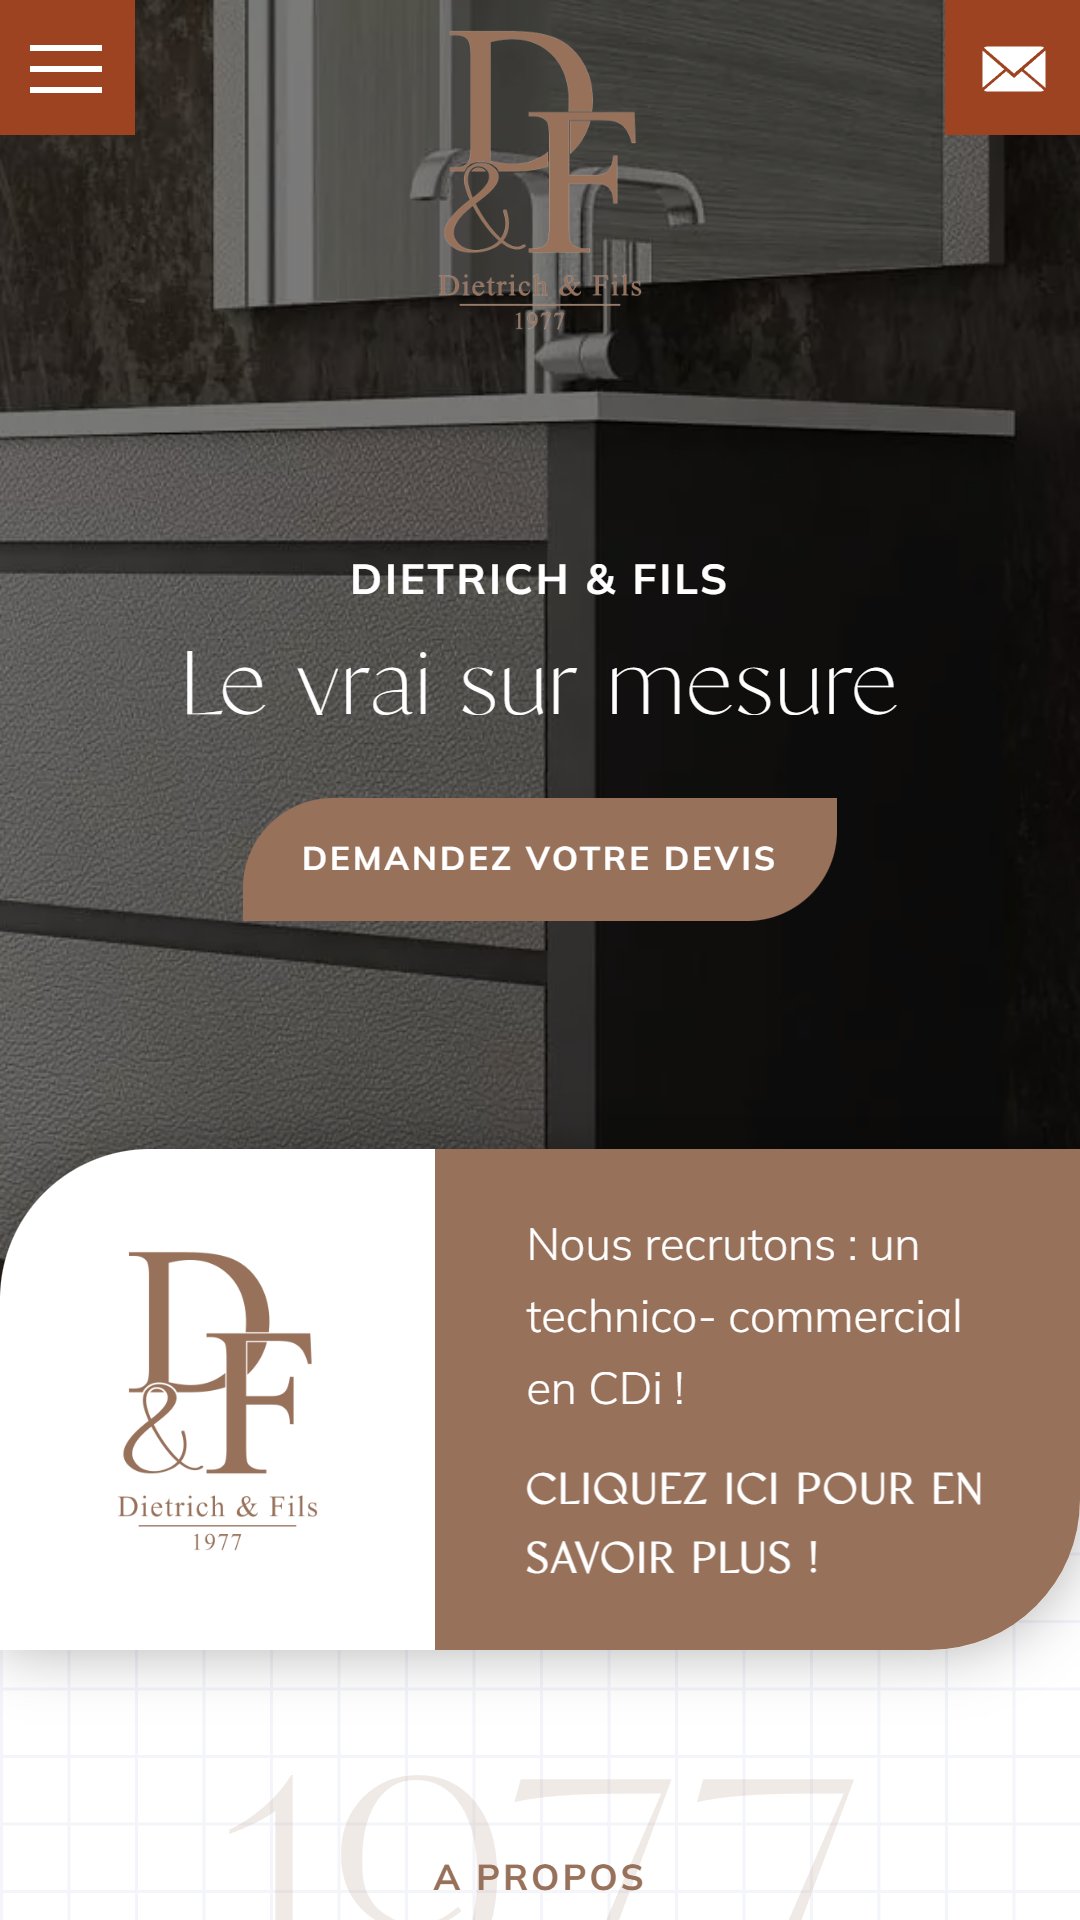 D
&F
Dietrich & Fils
1977
DIETRICH & FILS
Le vrai sur mesure
DEMANDEZ VOTRE DEVIS
D
&F
Dietrich & Fils
1977
Nous recrutons : un
technico- commercial
en CDi !
CLIQUEZ ICI POUR EN
SAVOIR PLUS !
1977
A PROPOS